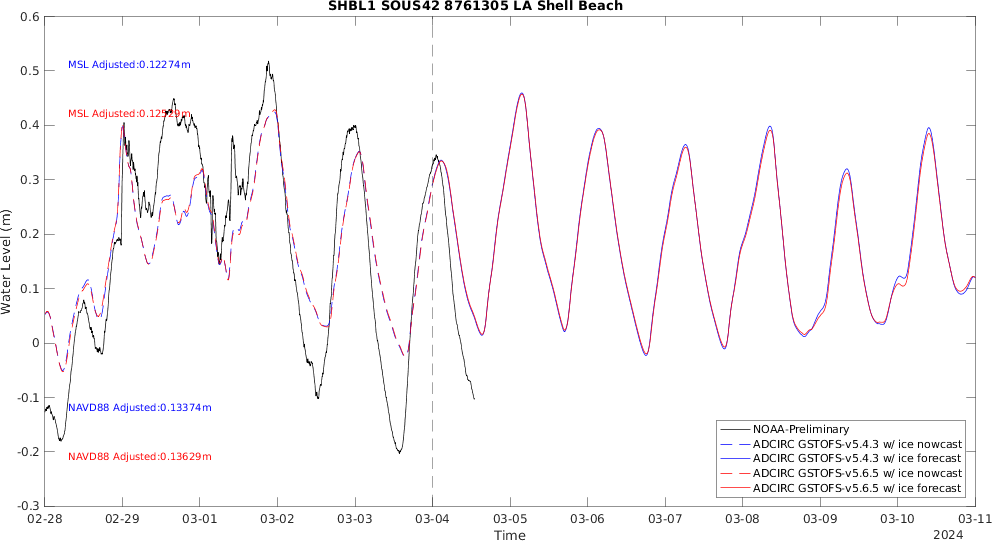 SHBL1 SOUS42 8761305 LA Shell Beach
0.6
0.5
0.4
0.3
0.2
0.1
0
-0.1
-0.2
-0.3
Water Level (m)
MSL Adjusted:0.12274m
MSL Adjusted:0.12529m
NAVD88 Adjusted:0.13374m
NAVD88 Adjusted:0.13629m
NOAA-Preliminary
ADCIRC GSTOFS-v5.4.3 w/ ice nowcast
ADCIRC GSTOFS-v5.4.3 w/ ice forecast
ADCIRC GSTOFS-v5.6.5 w/ ice nowcast
ADCIRC GSTOFS-v5.6.5 w/ ice forecast
02-28 02-29 03-01 03-02 03-03 03-04 03-05 03-06 03-07 03-08 03-09 03-10 03-11
Time
2024